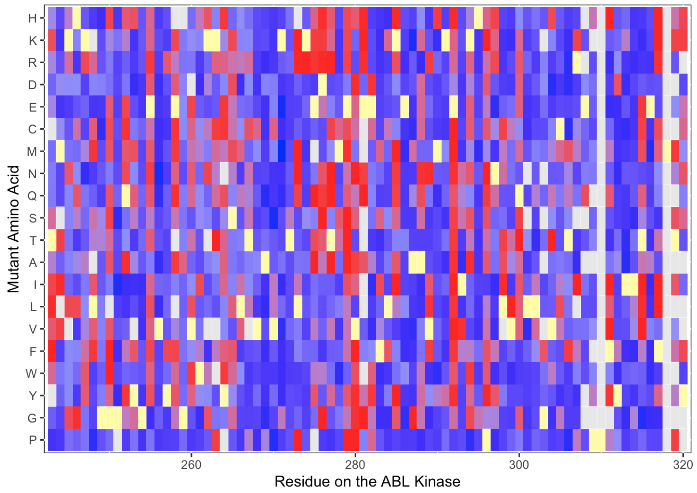 Mutant Amino Acid
H
K
R
D
E
C
M
N
Q
S
T
A
I
L
V
F
W
Y
G
P
260 280 300 320
Residue on the ABL Kinase